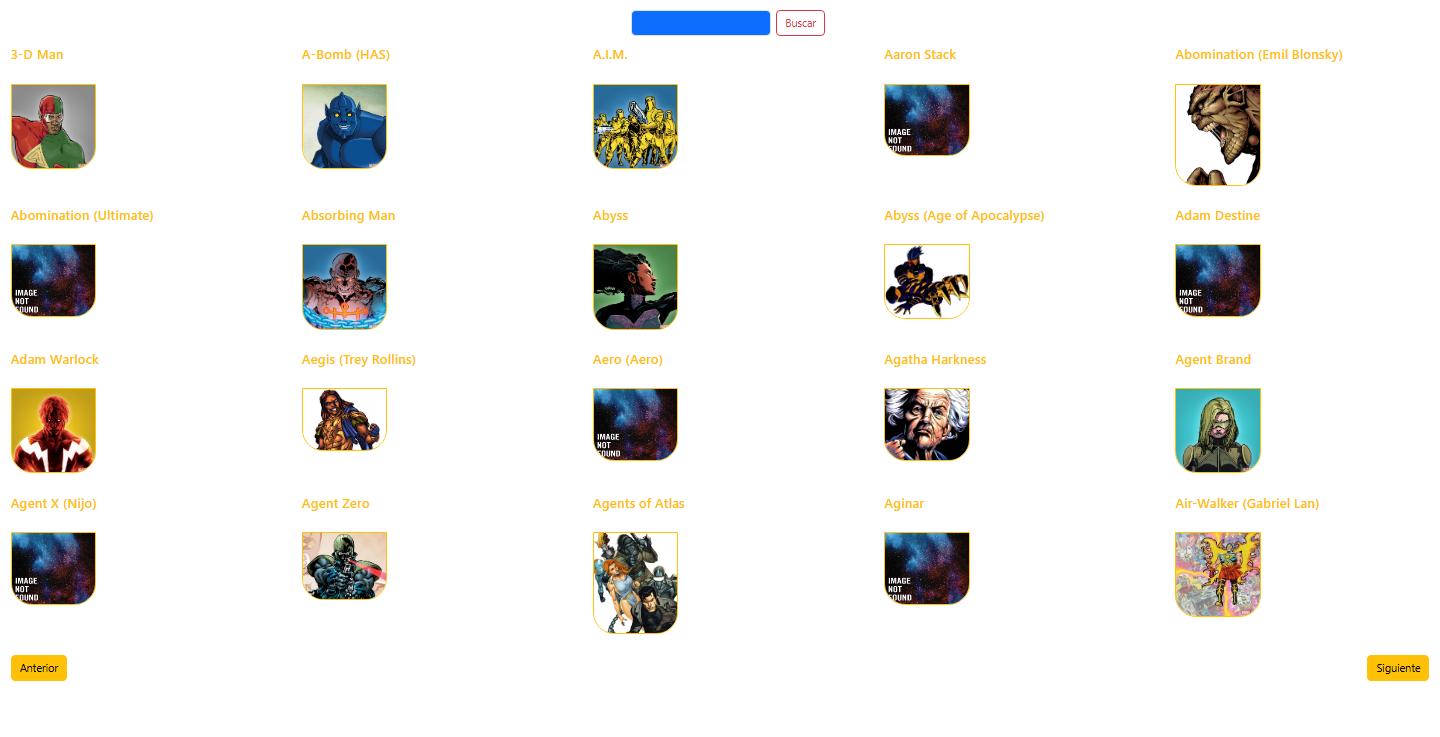 Buscar
3-D Man
A-Bomb (HAS)
A.I.M.
Aaron Stack
Abomination (Emil Blonsky)
IMAGE
NOT
FOUND
Abomination (Ultimate)
Absorbing Man
Abyss
Abyss (Age of Apocalypse)
Adam Destine
IMAGE
NOT
FOUND
IMAGE
NOT
FOUND
Adam Warlock
Aegis (Trey Rollins)
Aero (Aero)
Agatha Harkness
Agent Brand
IMAGE
NOT
FOUND
Agent X (Nijo)
Agent Zero
Agents of Atlas
Aginar
Air-Walker (Gabriel Lan)
IMAGE
NOT
FOUND
IMAGE
NOT
FOUND
Anterior
Siguiente